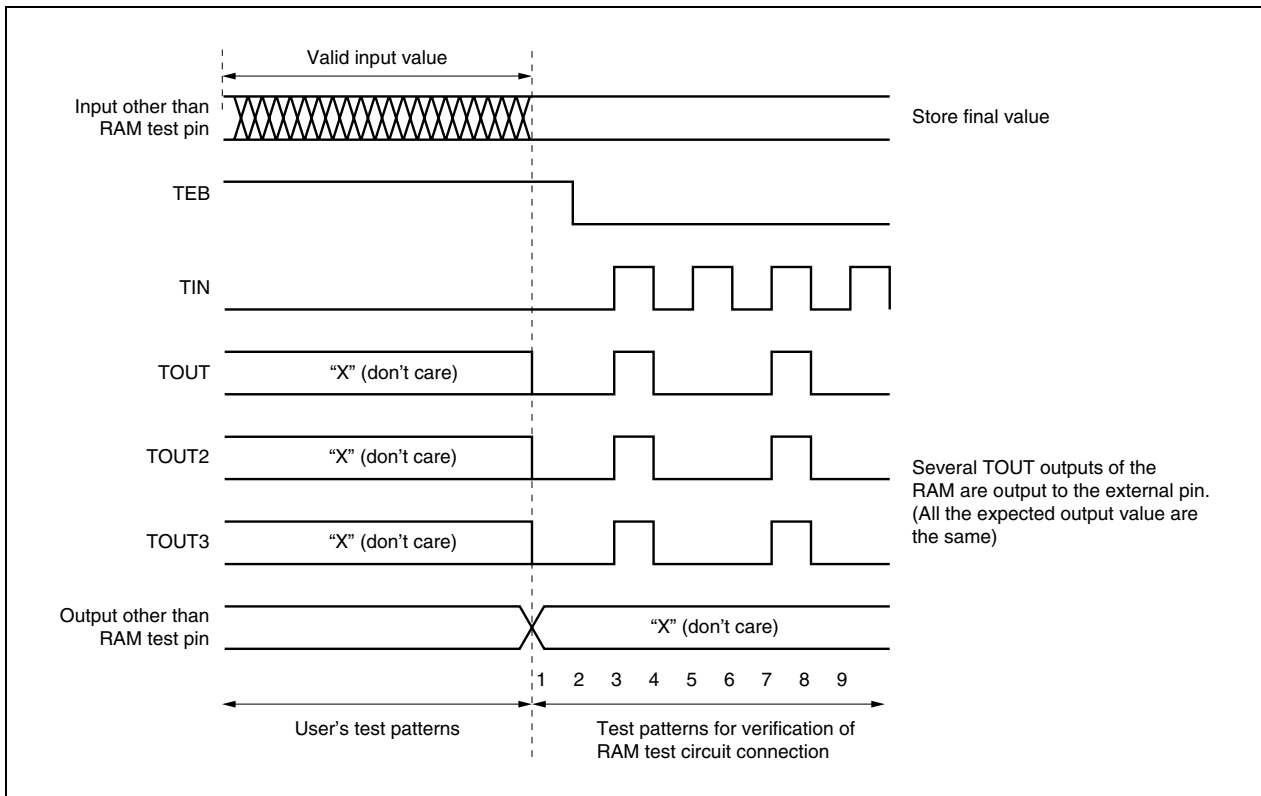 Valid input value
Input other than
RAM test pin
Store final value
TEB
TIN
TOUT
“X” (don’t care)
TOUT2
“X” (don’t care)
Several TOUT outputs of the
RAM are output to the external pin.
(All the expected output value are
the same)
TOUT3
“X” (don’t care)
Output other than
RAM test pin
“X” (don’t care)
1 2 3 4 5 6 7 8 9
User’s test patterns
Test patterns for verification of
RAM test circuit connection